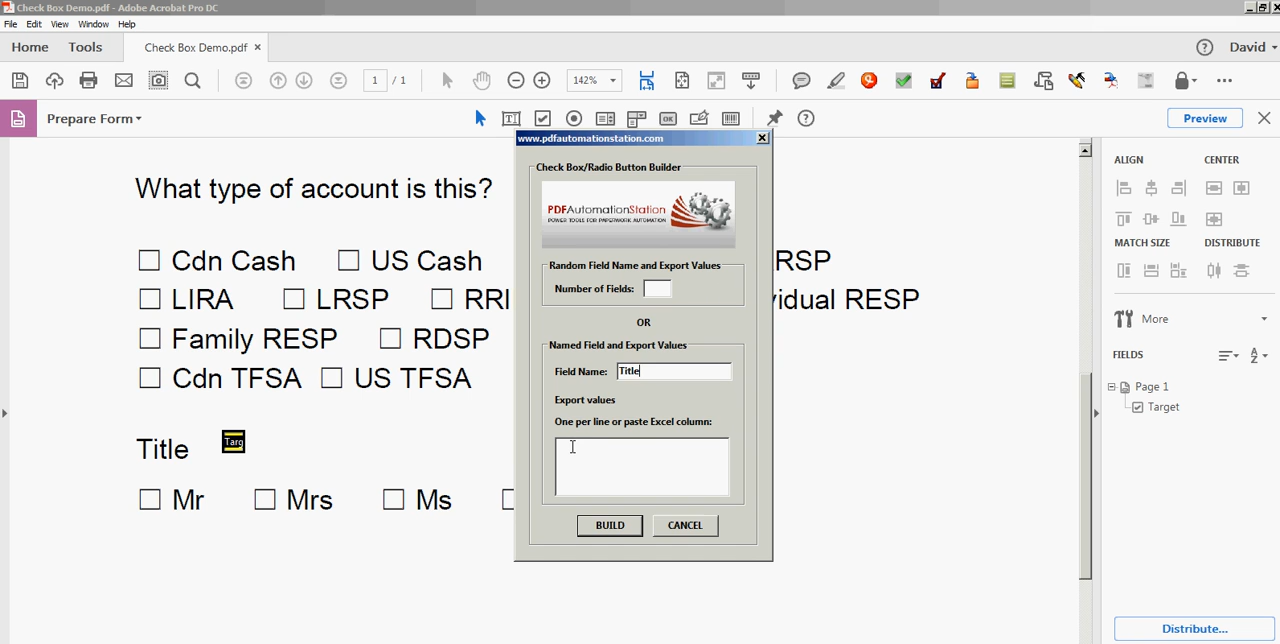 Check Box Demo.pdf - Adobe Acrobat Pro DC
File Edit View Window Help
Home Tools Check Box Demo.pdf × David
1 / 1 142%
Prepare Form Preview
www.pdfautomationstation.com
Check Box/Radio Button Builder
PDFAutomationStation
POWER TOOLS FOR PAPERWORK AUTOMATION
Random Field Name and Export Values
Number of Fields:
OR
Named Field and Export Values
Field Name: Title
Export values
One per line or paste Excel column:
BUILD CANCEL
What type of account is this?
Cdn Cash US Cash RSP
LIRA LRSP RRI vidual RESP
Family RESP RDSP
Cdn TFSA US TFSA
Title Targ
Mr Mrs Ms
ALIGN CENTER
MATCH SIZE DISTRIBUTE
More
FIELDS
Page 1
Target
Distribute...